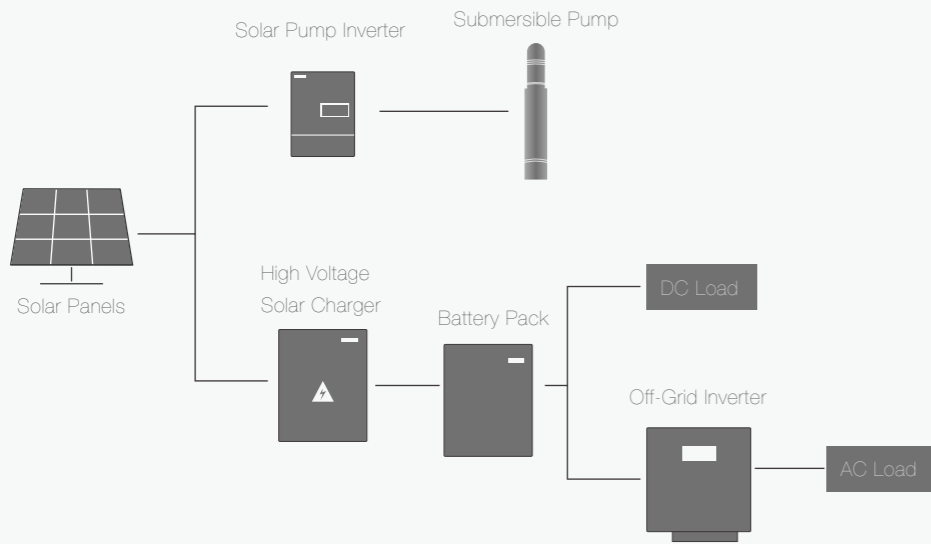 Solar Pump Inverter
Submersible Pump
Solar Panels
High Voltage
Solar Charger
Battery Pack
DC Load
Off-Grid Inverter
AC Load